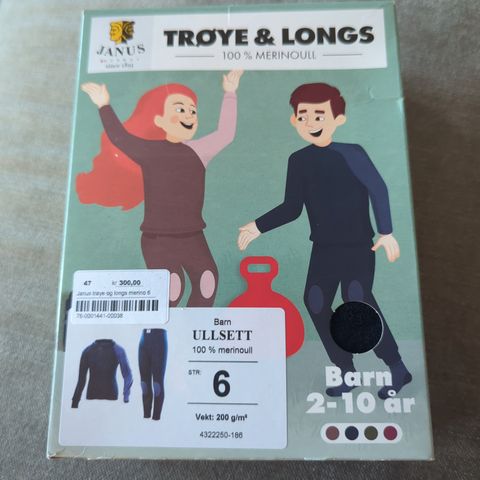 JANUS
since 1895
TRØYE & LONGS
100 % MERINOULL
47 kr 300,00
Janus trøye og longs merino 6
Barn
ULLSETT
100 % merinoull
STR:
6
Vekt: 200 g/m²
4322250-186
Barn
2-10 år